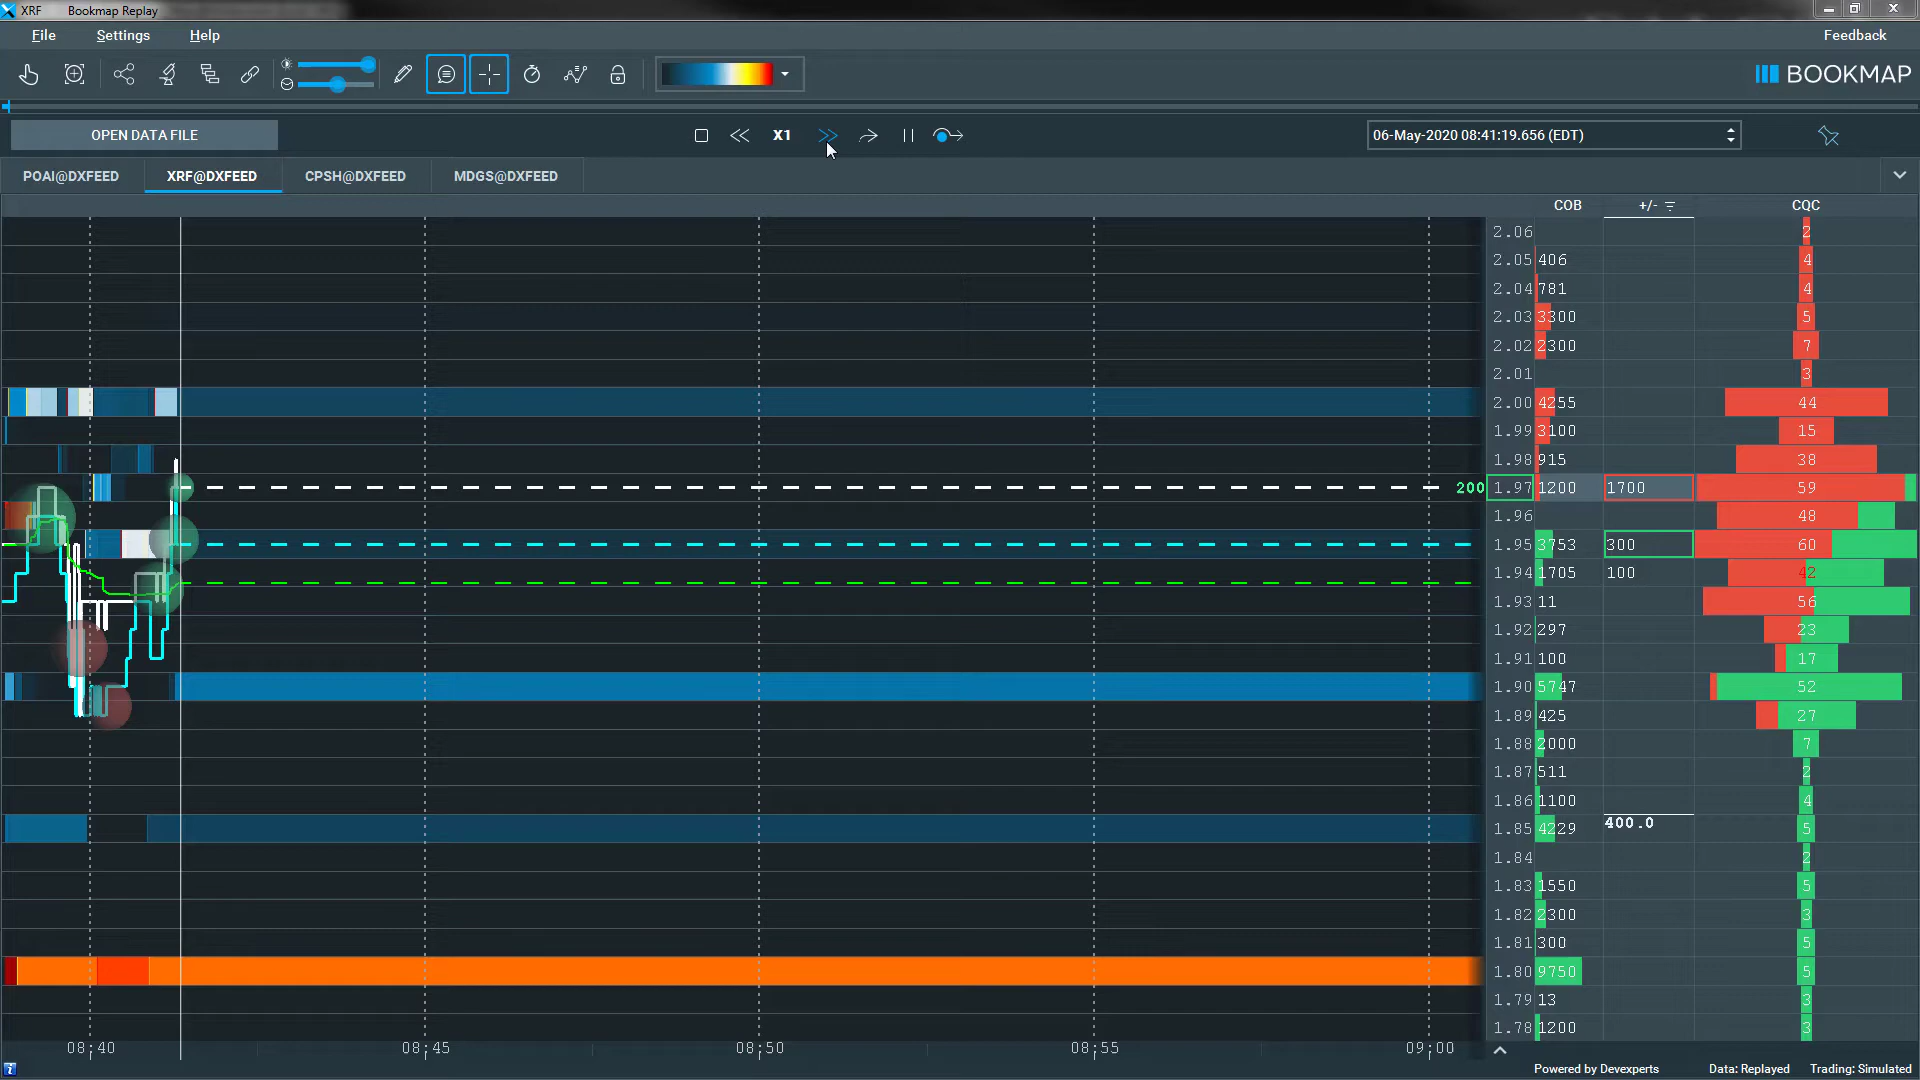 XRF Bookmap Replay
File Settings Help Feedback
BOOKMAP
OPEN DATA FILE X1 06-May-2020 08:41:19.656 (EDT)
POAI@DXFEED XRF@DXFEED CPSH@DXFEED MDGS@DXFEED
COB +/- CQC
2.06 2
2.05 406 4
2.04 781 4
2.03 3300 5
2.02 2300 7
2.01 3
2.00 4255 44
1.99 3100 15
1.98 915 38
200 1.97 1200 1700 59
1.96 48
1.95 3753 300 60
1.94 1705 100 42
1.93 11 56
1.92 297 23
1.91 100 17
1.90 5747 52
1.89 425 27
1.88 2000 7
1.87 511 2
1.86 1100 4
1.85 4229 400.0 5
1.84 2
1.83 1550 5
1.82 2300 3
1.81 300 5
1.80 9750 5
1.79 13 3
1.78 1200 3
08:40 08:45 08:50 08:55 09:00
Powered by Devexperts Data: Replayed Trading: Simulated